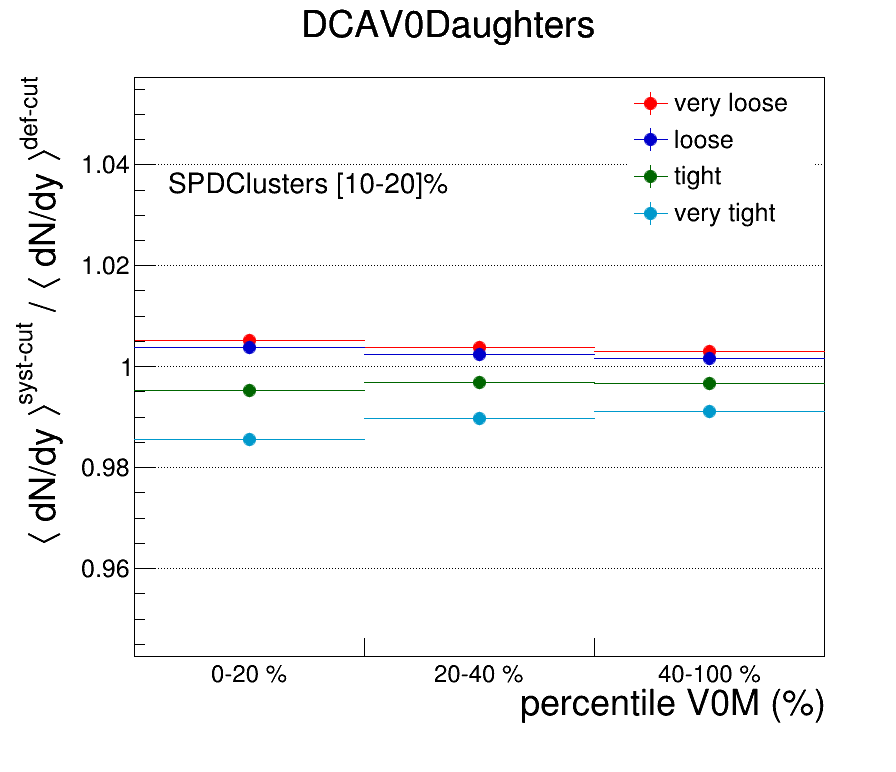 DCAV0Daughters
⟨ dN/dy ⟩^syst-cut / ⟨ dN/dy ⟩^def-cut
very loose
loose
tight
very tight
SPDClusters [10-20]%
1.04
1.02
1
0.98
0.96
0-20 %
20-40 %
40-100 %
percentile V0M (%)